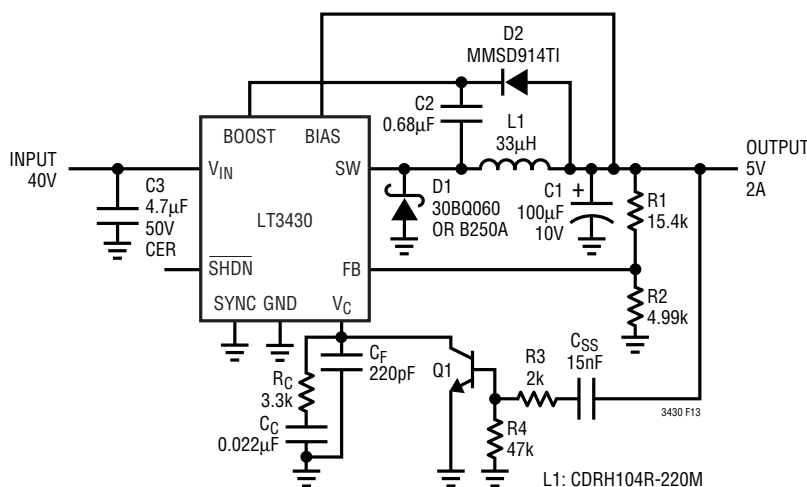 D2
MMSD914TI
C2
0.68µF
L1
33µH
BOOST
BIAS
INPUT
40V
V_IN
SW
OUTPUT
5V
2A
C3
4.7µF
50V
CER
LT3430
D1
30BQ060
OR B250A
C1
100µF
10V
+
R1
15.4k
SHDN
FB
SYNC
GND
V_C
R2
4.99k
R_C
3.3k
C_F
220pF
Q1
R3
2k
C_SS
15nF
C_C
0.022µF
R4
47k
3430 F13
L1: CDRH104R-220M